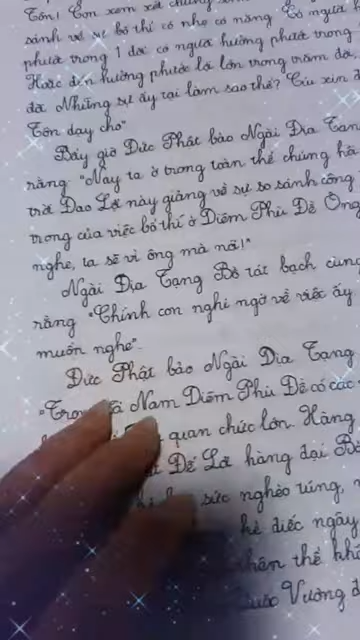 Tôn! Con xem xét chúng sinh
sánh về sự bố thí có nhẹ có nặng. Có người
phước trong 1 đời có người hưởng phước trong
Hoặc đến hưởng phước lợi lớn trong trăm đời,
đời. Những sự ấy tại làm sao thế? Cúi xin
Tôn dạy cho"
Bấy giờ Đức Phật bảo Ngài Địa Tạng
rằng: "Nay ta ở trong toàn thể chúng hội
trời Đao Lợi này giảng về sự so sánh công
trọng của việc bố thí ở Diêm Phù Đề Ông
nghe, ta sẽ vì ông mà nói!"
Ngài Địa Tạng Bồ tát bạch cùng
rằng "Chính con nghi ngờ về việc ấy
muốn nghe".
Đức Phật bảo Ngài Địa Tạng
"Trong Nam Diêm Phù Đề có các
quan chức lớn. Hàng
Đế Lợi hàng đại Bà
sức nghèo túng,
kẻ điếc ngây
thân thể khô
Quốc Vương đ